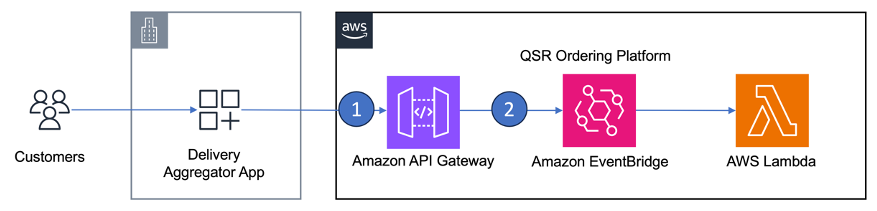 aws
QSR Ordering Platform
1
2
Customers
Delivery
Aggregator App
Amazon API Gateway
Amazon EventBridge
AWS Lambda